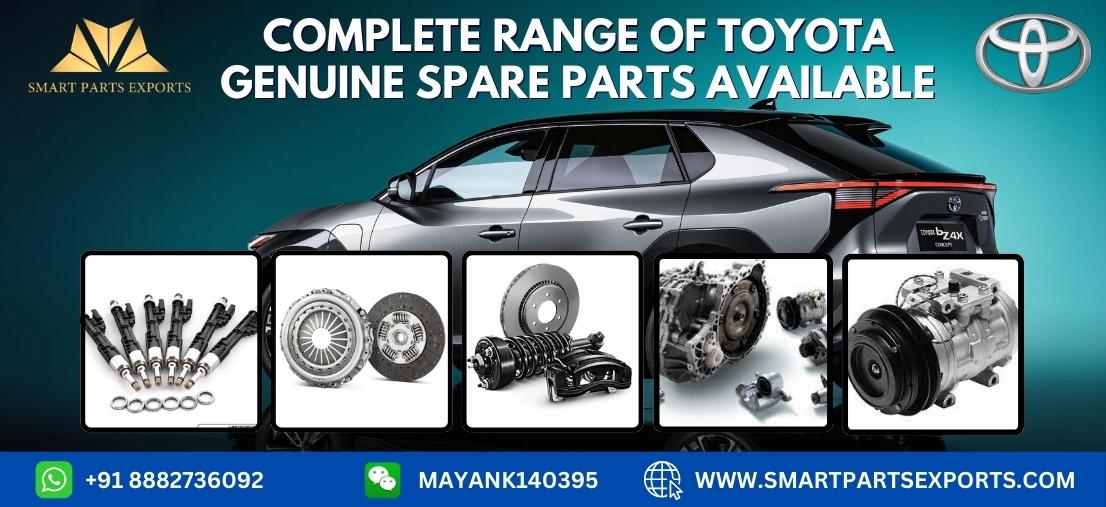 SMART PARTS EXPORTS
COMPLETE RANGE OF TOYOTA
GENUINE SPARE PARTS AVAILABLE
TOYOTA bZ4X
CONCEPT
+91 8882736092
MAYANK140395
WWW.SMARTPARTSEXPORTS.COM